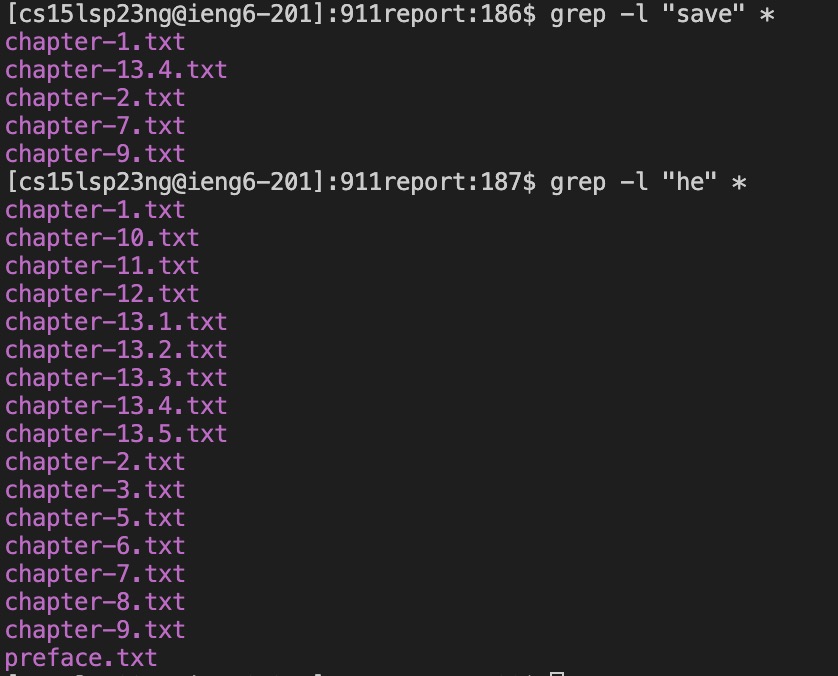 [cs15lsp23ng@ieng6-201]:911report:186$ grep -l "save" *
chapter-1.txt
chapter-13.4.txt
chapter-2.txt
chapter-7.txt
chapter-9.txt
[cs15lsp23ng@ieng6-201]:911report:187$ grep -l "he" *
chapter-1.txt
chapter-10.txt
chapter-11.txt
chapter-12.txt
chapter-13.1.txt
chapter-13.2.txt
chapter-13.3.txt
chapter-13.4.txt
chapter-13.5.txt
chapter-2.txt
chapter-3.txt
chapter-5.txt
chapter-6.txt
chapter-7.txt
chapter-8.txt
chapter-9.txt
preface.txt